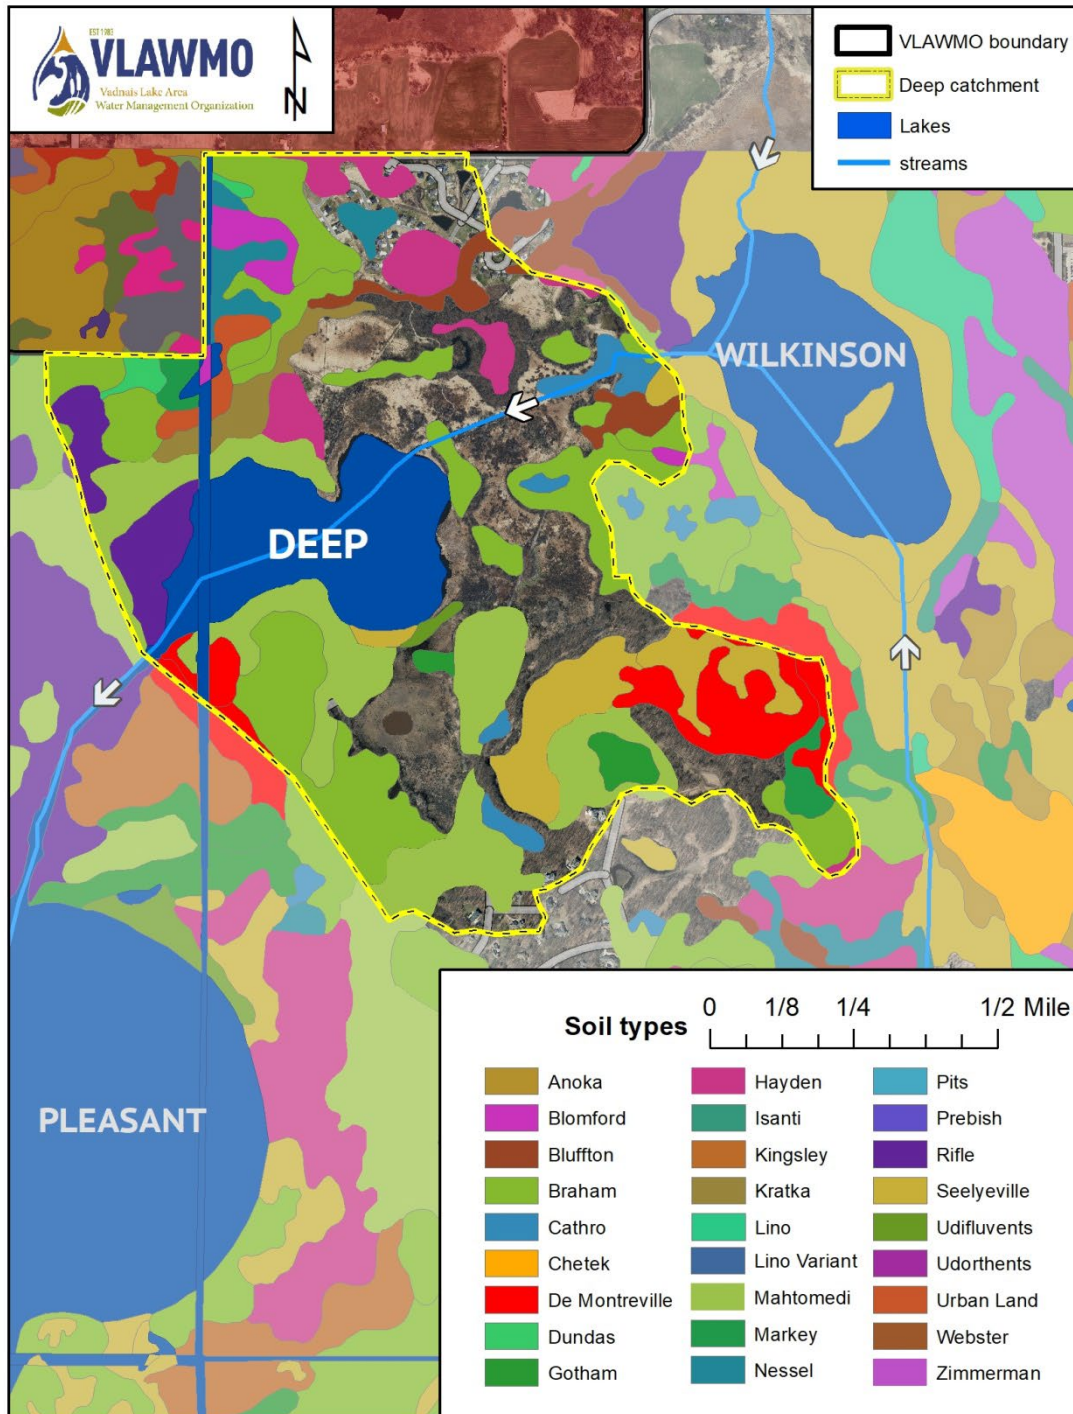 EST 1983
VLAWMO
Vadnais Lake Area
Water Management Organization
N
VLAWMO boundary
Deep catchment
Lakes
streams
WILKINSON
DEEP
PLEASANT
Soil types
0 1/8 1/4 1/2 Mile
Anoka
Blomford
Bluffton
Braham
Cathro
Chetek
De Montreville
Dundas
Gotham
Hayden
Isanti
Kingsley
Kratka
Lino
Lino Variant
Mahtomedi
Markey
Nessel
Pits
Prebish
Rifle
Seelyeville
Udifluvents
Udorthents
Urban Land
Webster
Zimmerman